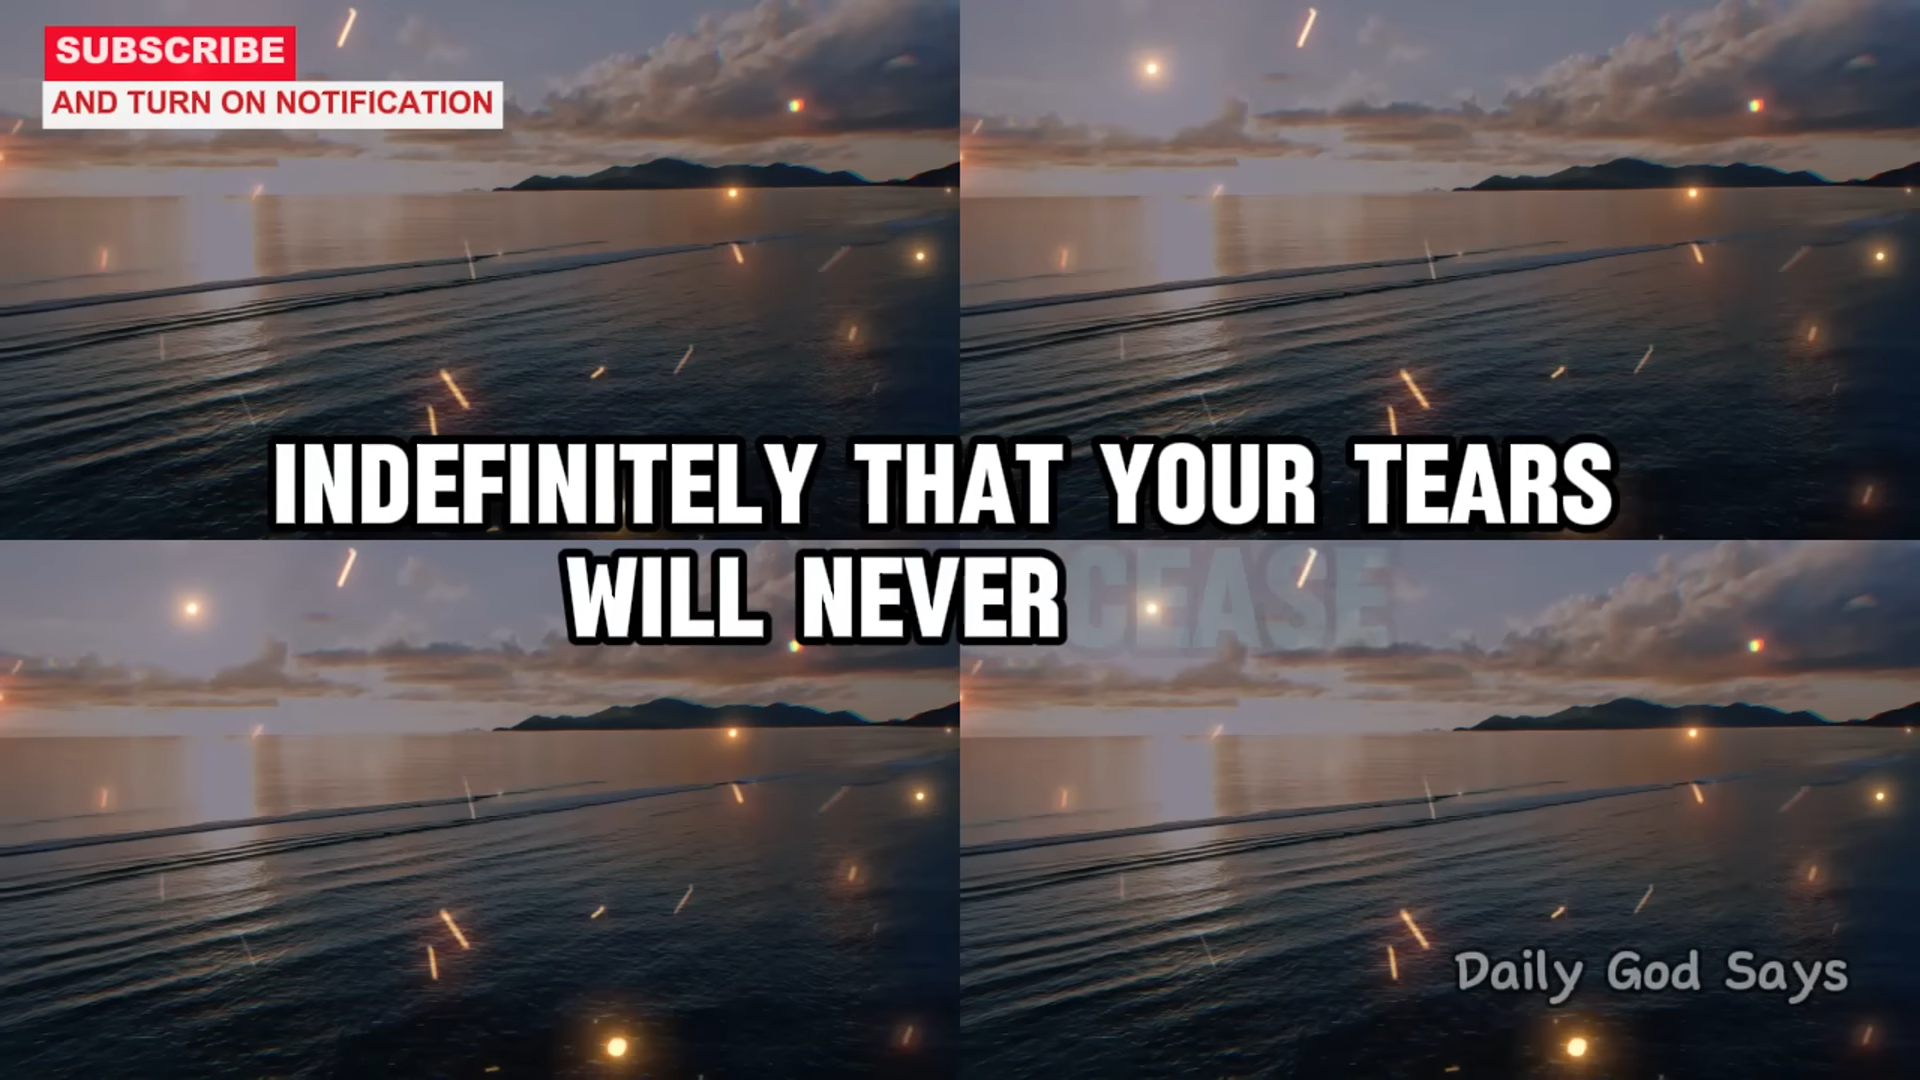 SUBSCRIBE
AND TURN ON NOTIFICATION
INDEFINITELY THAT YOUR TEARS
WILL NEVER CEASE
Daily God Says